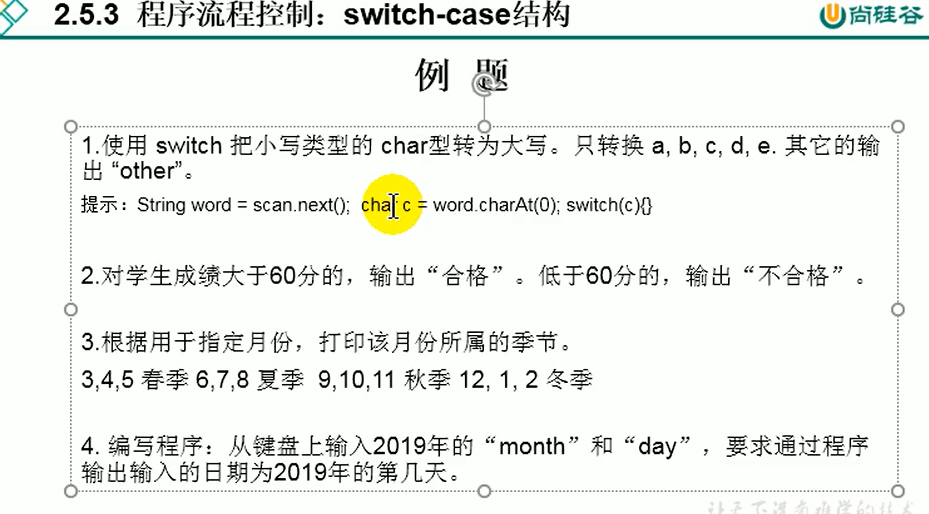 2.5.3 程序流程控制：switch-case结构
尚硅谷
例 题
1.使用 switch 把小写类型的 char型转为大写。只转换 a, b, c, d, e. 其它的输
出 “other”。
提示：String word = scan.next(); char c = word.charAt(0); switch(c){}
2.对学生成绩大于60分的，输出“合格”。低于60分的，输出“不合格”。
3.根据用于指定月份，打印该月份所属的季节。
3,4,5 春季 6,7,8 夏季 9,10,11 秋季 12, 1, 2 冬季
4. 编写程序：从键盘上输入2019年的“month”和“day”，要求通过程序
输出输入的日期为2019年的第几天。
让天下没有难学的技术